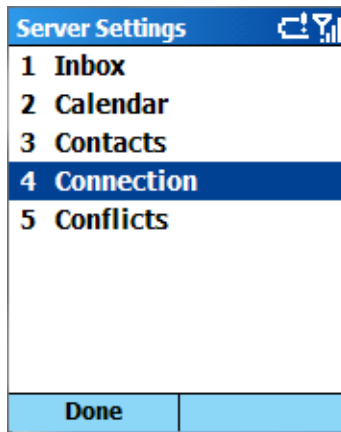 Server Settings
1 Inbox
2 Calendar
3 Contacts
4 Connection
5 Conflicts
Done